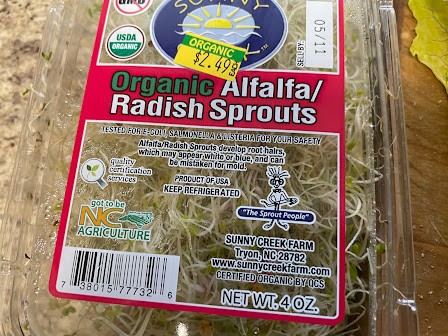 GMO
SUNNY
USDA
ORGANIC
ORGANIC
$2.49
SELL BY:
05/11
Organic Alfalfa/
Radish Sprouts
TESTED FOR E-COLI, SALMONELLA & LISTERIA FOR YOUR SAFETY
Alfalfa/Radish Sprouts develop root hairs,
which may appear white or blue, and can
be mistaken for mold.
quality
certification
services
PRODUCT OF USA
KEEP REFRIGERATED
got to be
NC
AGRICULTURE
"The Sprout People"
SUNNY CREEK FARM
Tryon, NC 28782
www.sunnycreekfarm.com
CERTIFIED ORGANIC BY QCS
7 38015 77732 6
NET WT. 4 OZ.